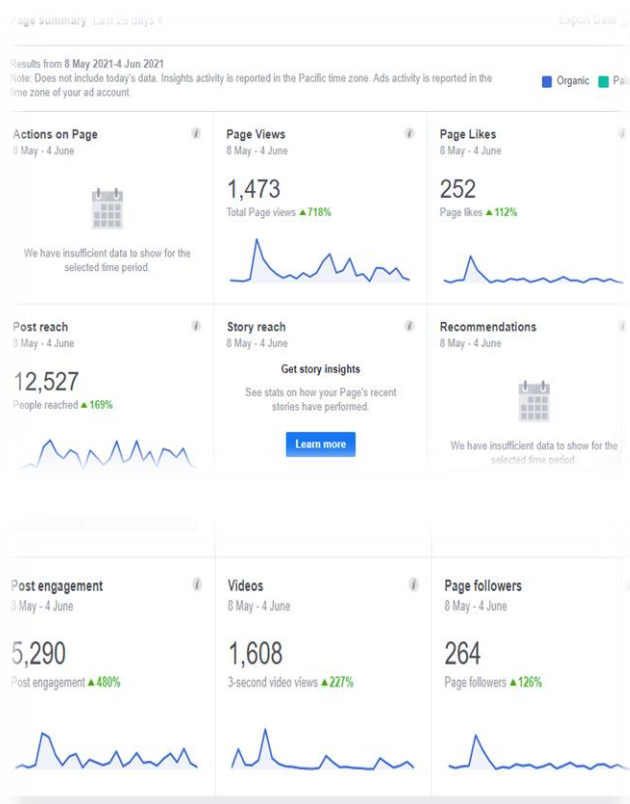 Page summary Last 28 days
Export Data
Results from 8 May 2021-4 Jun 2021
Note: Does not include today's data. Insights activity is reported in the Pacific time zone. Ads activity is reported in the
time zone of your ad account.
Organic Paid
Actions on Page
8 May - 4 June
We have insufficient data to show for the
selected time period.
Page Views
8 May - 4 June
1,473
Total Page views ▲718%
Page Likes
8 May - 4 June
252
Page likes ▲112%
Post reach
8 May - 4 June
12,527
People reached ▲169%
Story reach
8 May - 4 June
Get story insights
See stats on how your Page's recent
stories have performed.
Learn more
Recommendations
8 May - 4 June
We have insufficient data to show for the
selected time period.
Post engagement
8 May - 4 June
5,290
Post engagement ▲480%
Videos
8 May - 4 June
1,608
3-second video views ▲227%
Page followers
8 May - 4 June
264
Page followers ▲126%